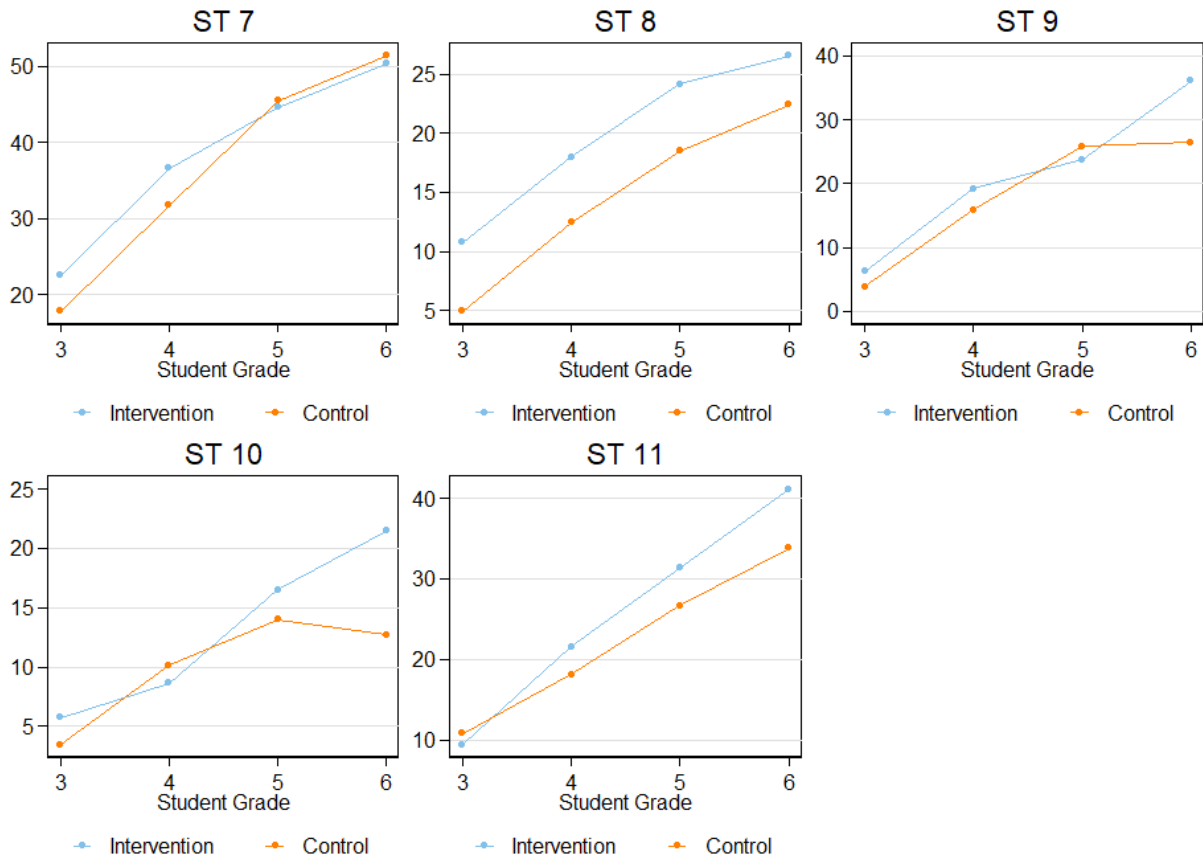 ST 7
50
40
30
20
3 4 5 6
Student Grade
Intervention Control
ST 8
25
20
15
10
5
3 4 5 6
Student Grade
Intervention Control
ST 9
40
30
20
10
0
3 4 5 6
Student Grade
Intervention Control
ST 10
25
20
15
10
5
3 4 5 6
Student Grade
Intervention Control
ST 11
40
30
20
10
3 4 5 6
Student Grade
Intervention Control